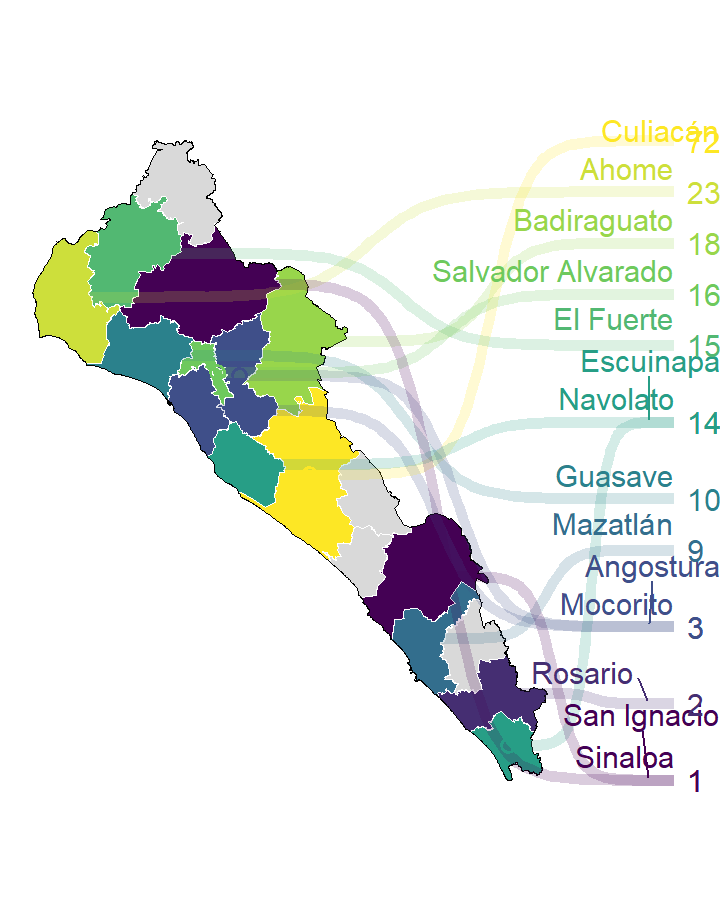 Culiacán
72
Ahome
23
Badiraguato
18
Salvador Alvarado
16
El Fuerte
15
Escuinapa
Navolato
14
Guasave
10
Mazatlán
9
Angostura
Mocorito
3
Rosario
2
San Ignacio
Sinaloa
1